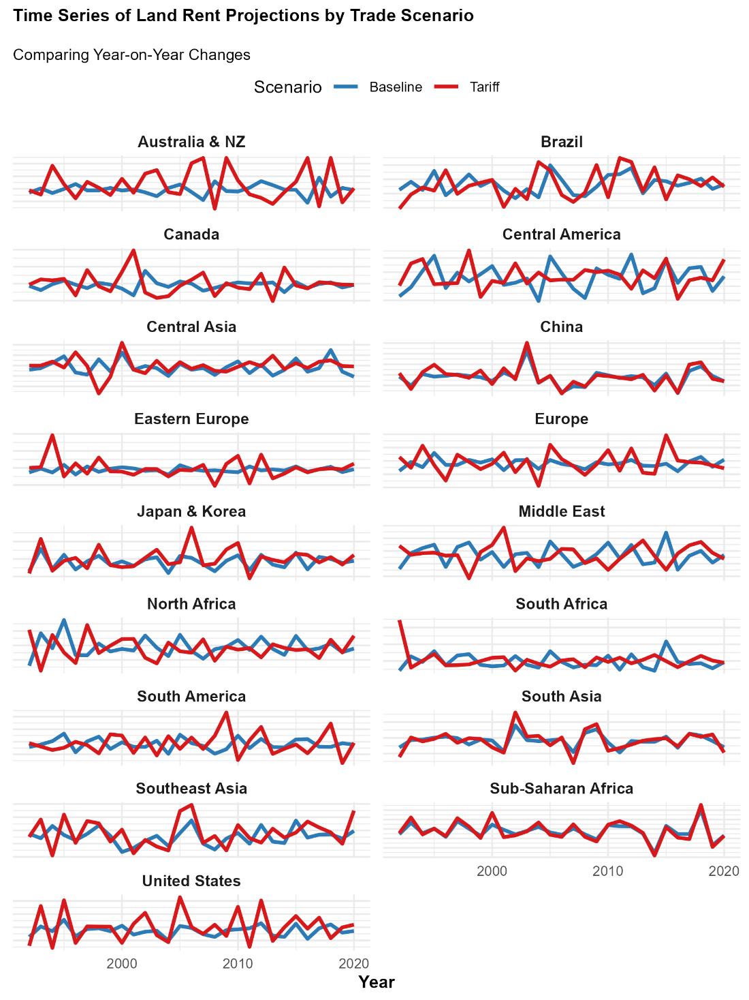 Time Series of Land Rent Projections by Trade Scenario
Comparing Year-on-Year Changes
Scenario Baseline Tariff
Australia & NZ Brazil
Canada Central America
Central Asia China
Eastern Europe Europe
Japan & Korea Middle East
North Africa South Africa
South America South Asia
Southeast Asia Sub-Saharan Africa
2000 2010 2020
United States
2000 2010 2020
Year